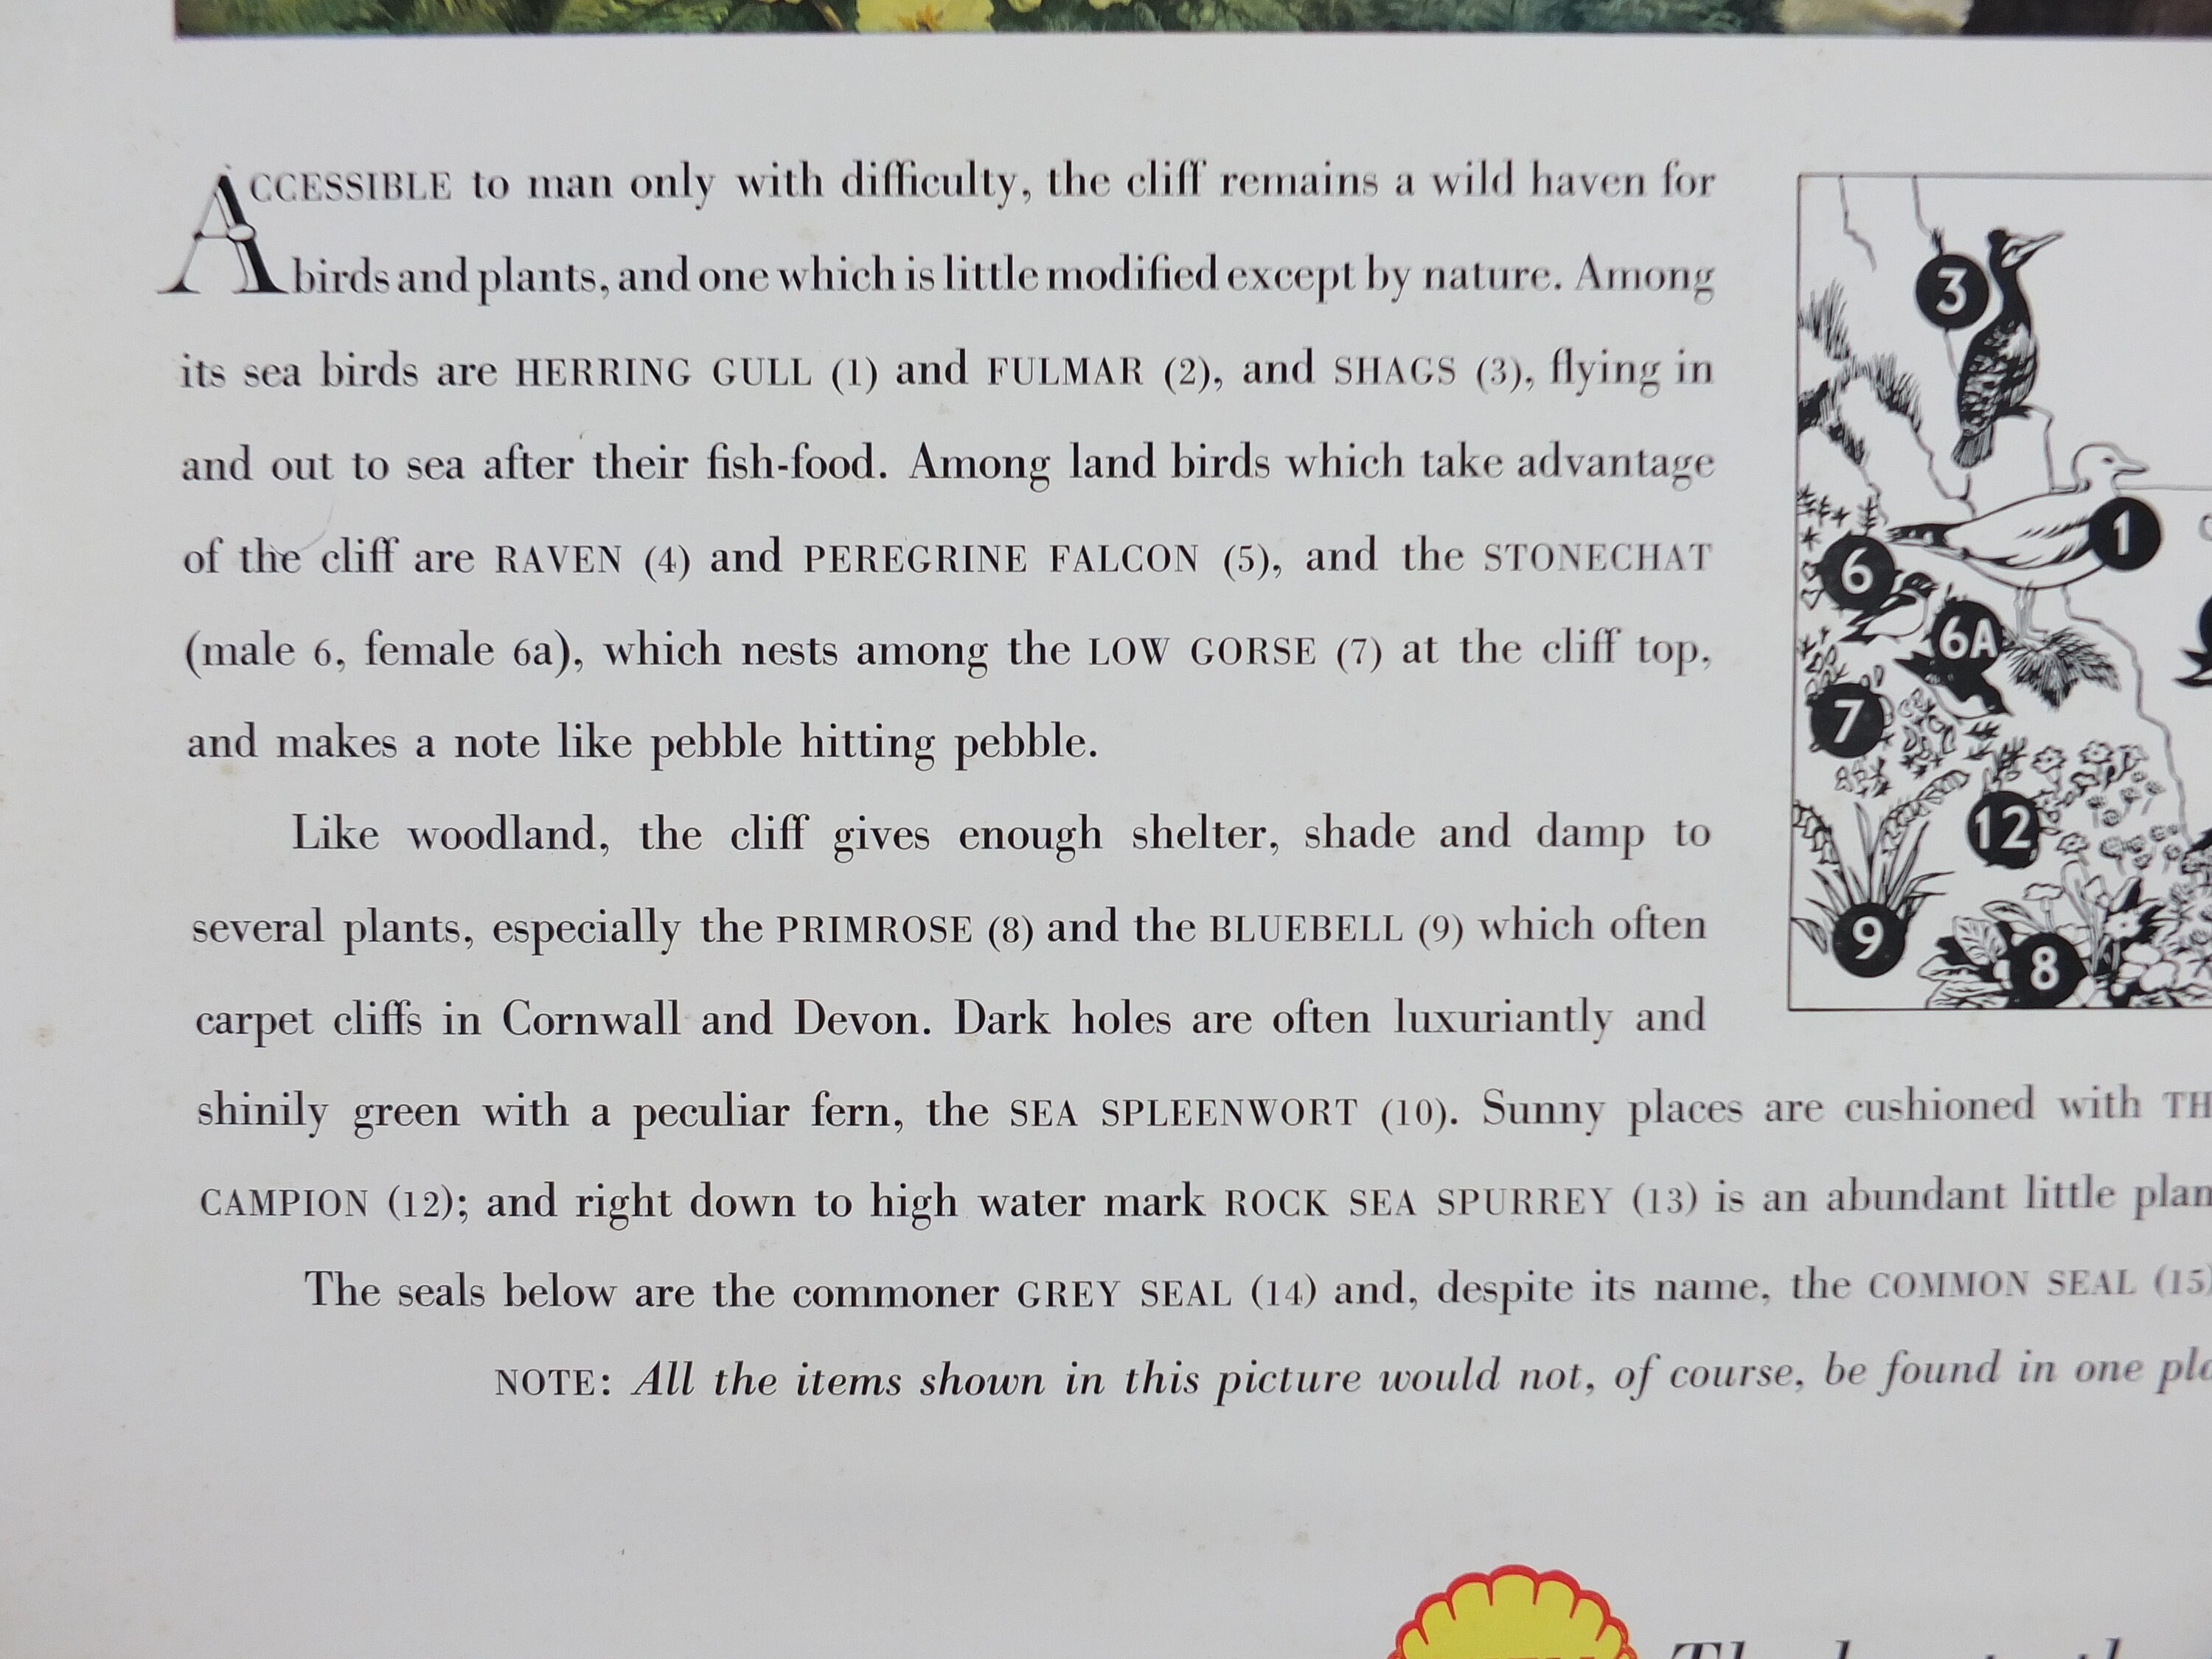 ACCESSIBLE to man only with difficulty, the cliff remains a wild haven for
birds and plants, and one which is little modified except by nature. Among
its sea birds are HERRING GULL (1) and FULMAR (2), and SHAGS (3), flying in
and out to sea after their fish-food. Among land birds which take advantage
of the cliff are RAVEN (4) and PEREGRINE FALCON (5), and the STONECHAT
(male 6, female 6a), which nests among the LOW GORSE (7) at the cliff top,
and makes a note like pebble hitting pebble.
Like woodland, the cliff gives enough shelter, shade and damp to
several plants, especially the PRIMROSE (8) and the BLUEBELL (9) which often
carpet cliffs in Cornwall and Devon. Dark holes are often luxuriantly and
shinily green with a peculiar fern, the SEA SPLEENWORT (10). Sunny places are cushioned with TH
CAMPION (12); and right down to high water mark ROCK SEA SPURREY (13) is an abundant little plan
The seals below are the commoner GREY SEAL (14) and, despite its name, the COMMON SEAL (15)
NOTE: All the items shown in this picture would not, of course, be found in one pla
3
1
6
6A
7
12
9
8